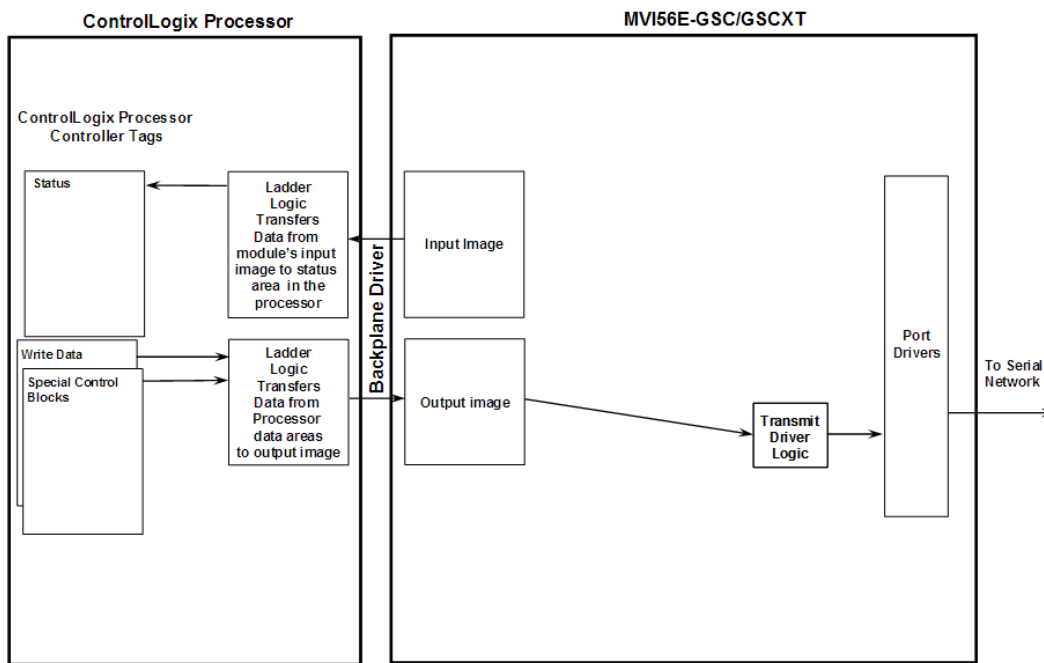 ControlLogix Processor
MVI56E-GSC/GSCXT
ControlLogix Processor
Controller Tags
Status
Ladder
Logic
Transfers
Data from
module's input
image to status
area in the
processor
Input Image
Backplane Driver
Write Data
Special Control
Blocks
Ladder
Logic
Transfers
Data from
Processor
data areas
to output image
Output image
Transmit
Driver
Logic
Port
Drivers
To Serial
Network